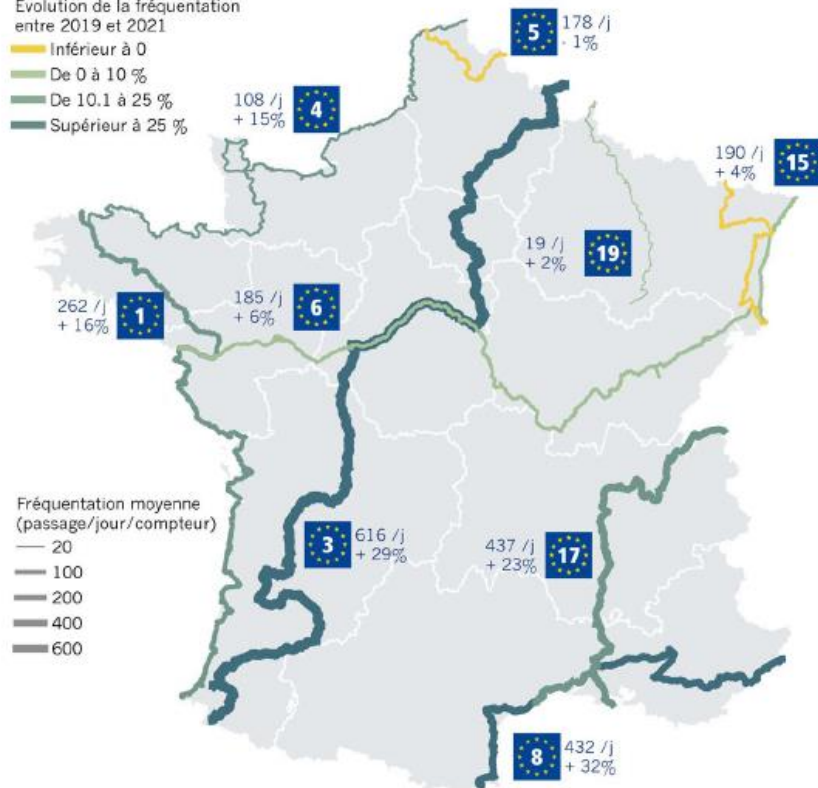 Evolution de la fréquentation
entre 2019 et 2021
Inférieur à 0
De 0 à 10 %
De 10.1 à 25 %
Supérieur à 25 %
5
178 /j
- 1%
108 /j
+ 15%
4
190 /j
+ 4%
15
19 /j
+ 2%
19
262 /j
+ 16%
1
185 /j
+ 6%
6
Fréquentation moyenne
(passage/jour/compteur)
20
100
200
400
600
3
616 /j
+ 29%
437 /j
+ 23%
17
8
432 /j
+ 32%